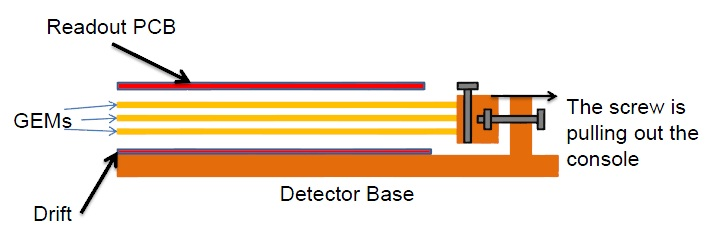 Readout PCB
GEMs
The screw is
pulling out the
console
Detector Base
Drift